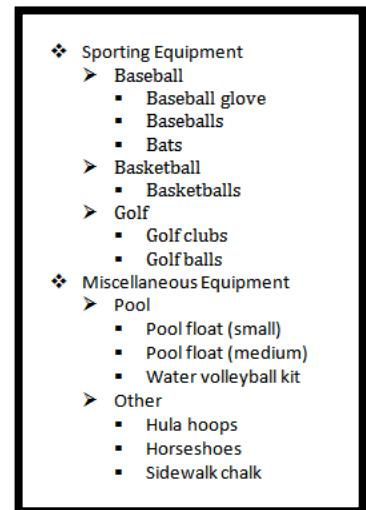 ❖ Sporting Equipment
➢ Baseball
▪ Baseball glove
▪ Baseballs
▪ Bats
➢ Basketball
▪ Basketballs
➢ Golf
▪ Golf clubs
▪ Golf balls
❖ Miscellaneous Equipment
➢ Pool
▪ Pool float (small)
▪ Pool float (medium)
▪ Water volleyball kit
➢ Other
▪ Hula hoops
▪ Horseshoes
▪ Sidewalk chalk